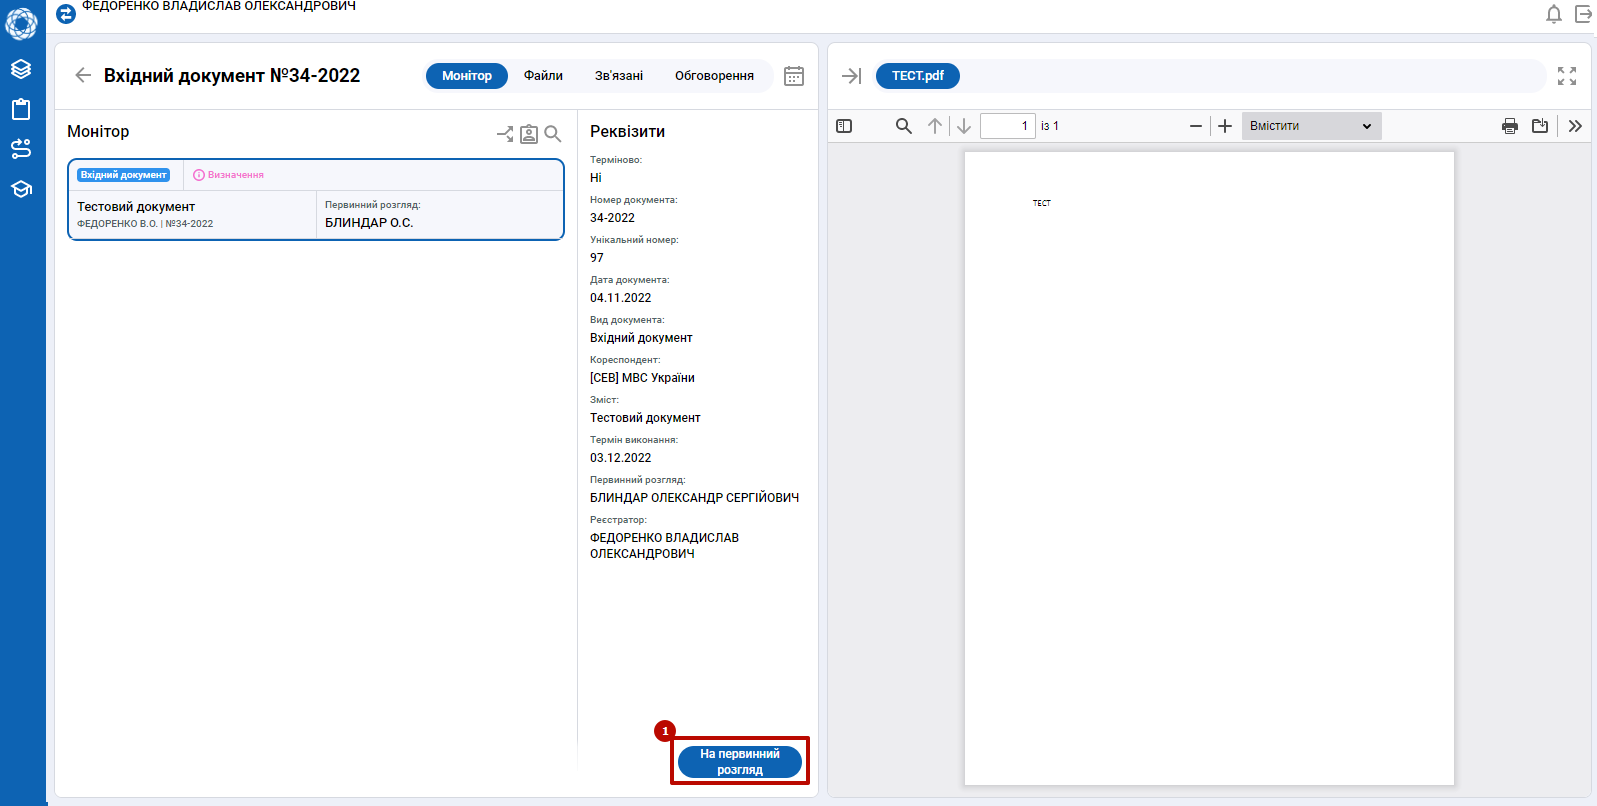 ФЕДОРЕНКО ВЛАДИСЛАВ ОЛЕКСАНДРОВИЧ
Вхідний документ №34-2022
Монітор
Файли
Зв'язані
Обговорення
ТЕСТ.pdf
Монітор
Вхідний документ
Визначення
Тестовий документ
ФЕДОРЕНКО В.О. | №34-2022
Первинний розгляд:
БЛИНДАР О.С.
Реквізити
Терміново:
Ні
Номер документа:
34-2022
Унікальний номер:
97
Дата документа:
04.11.2022
Вид документа:
Вхідний документ
Кореспондент:
[СЕВ] МВС України
Зміст:
Тестовий документ
Термін виконання:
03.12.2022
Первинний розгляд:
БЛИНДАР ОЛЕКСАНДР СЕРГІЙОВИЧ
Реєстратор:
ФЕДОРЕНКО ВЛАДИСЛАВ
ОЛЕКСАНДРОВИЧ
1
На первинний
розгляд
1 із 1
Вмістити
ТЕСТ